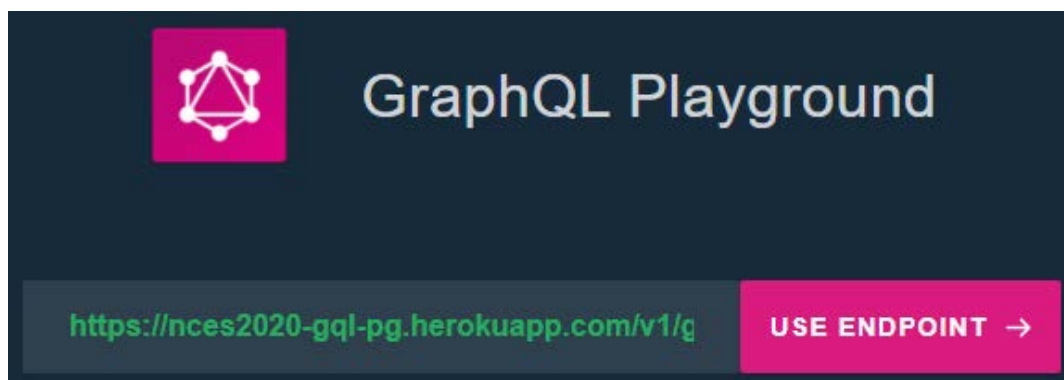 GraphQL Playground
https://nces2020-gql-pg.herokuapp.com/v1/g
USE ENDPOINT →